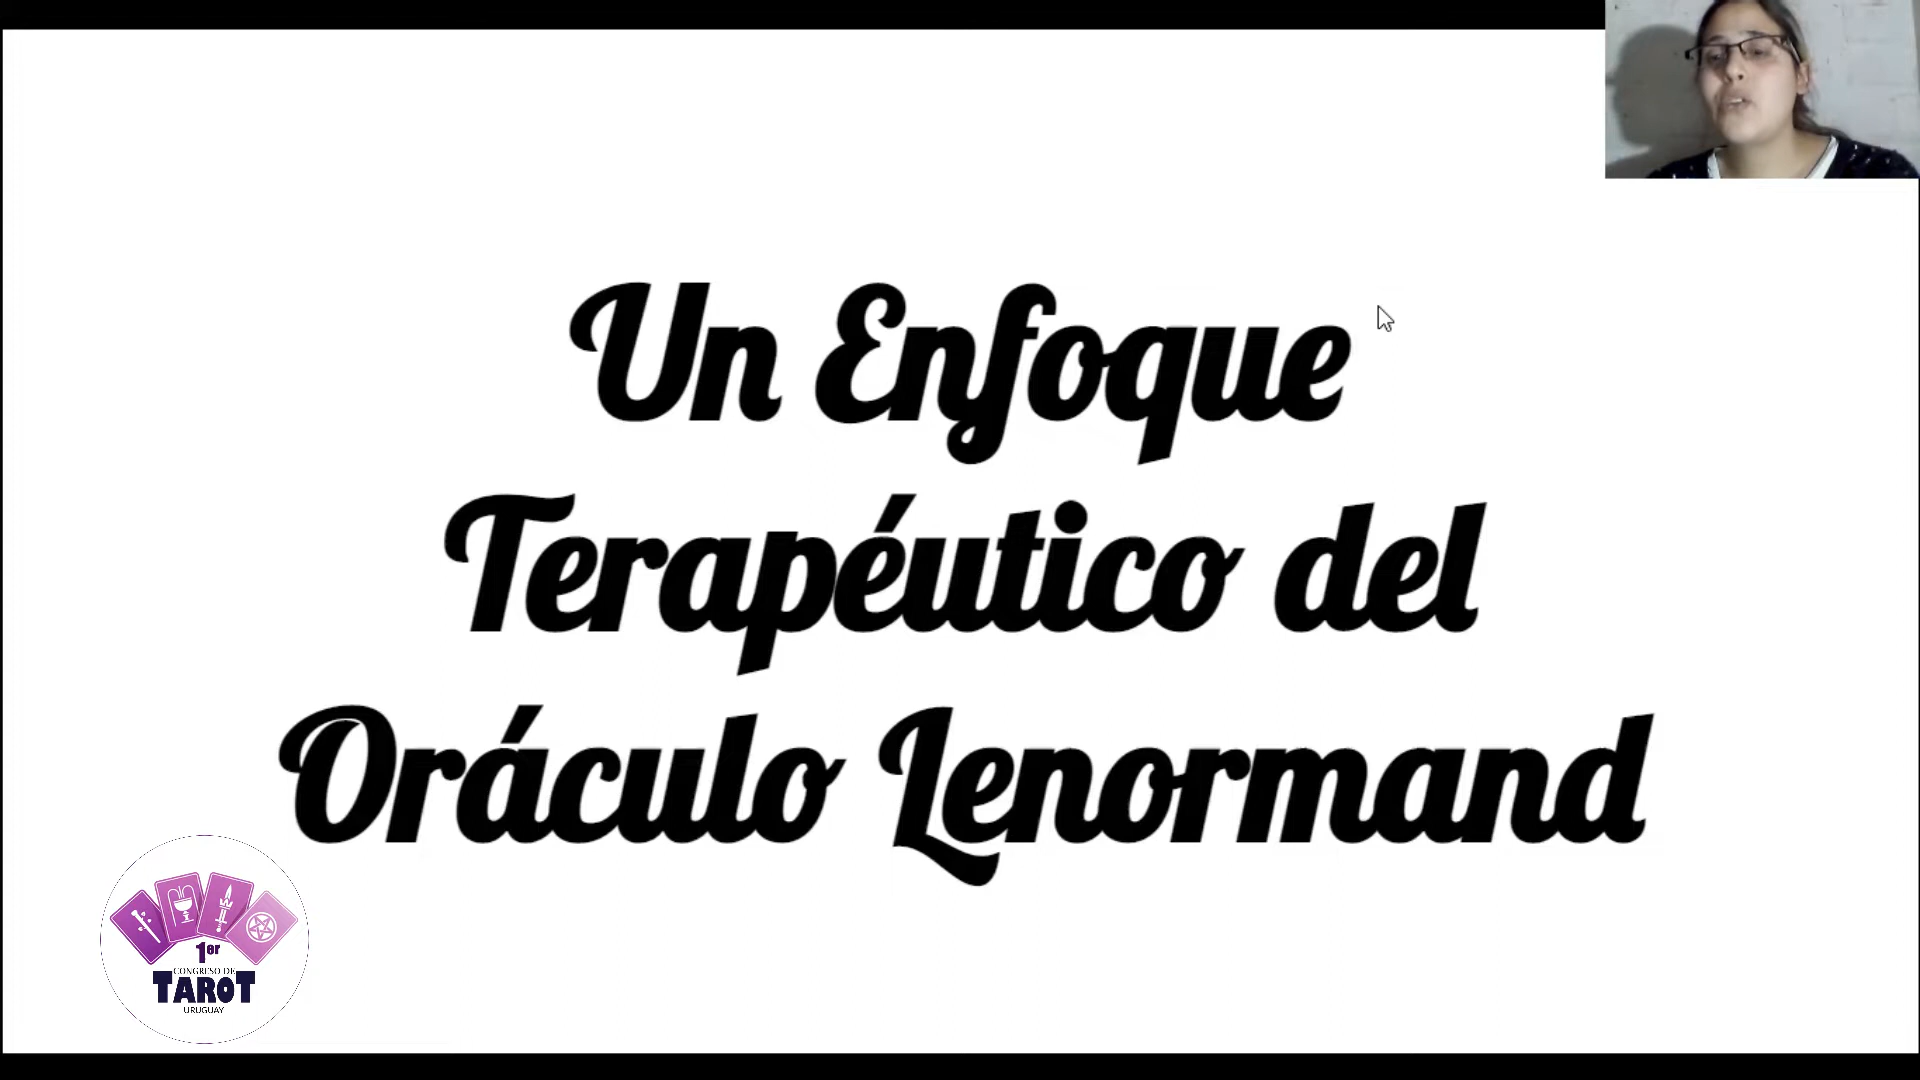 Un Enfoque
Terapéutico del
Oráculo Lenormand
1er
CONGRESO DE
TAROT
URUGUAY